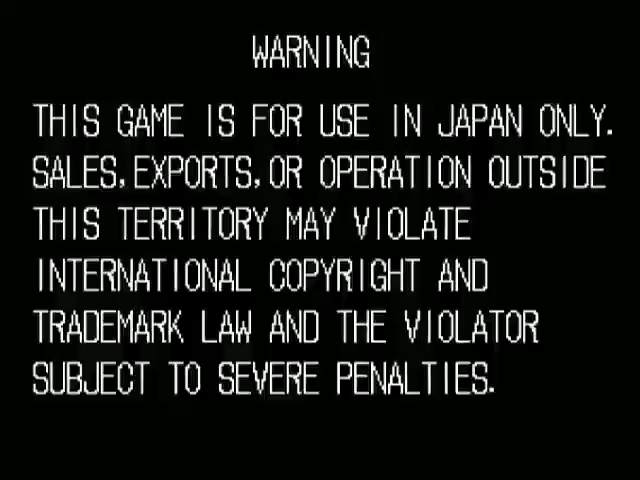 WARNING
THIS GAME IS FOR USE IN JAPAN ONLY.
SALES,EXPORTS,OR OPERATION OUTSIDE
THIS TERRITORY MAY VIOLATE
INTERNATIONAL COPYRIGHT AND
TRADEMARK LAW AND THE VIOLATOR
SUBJECT TO SEVERE PENALTIES.